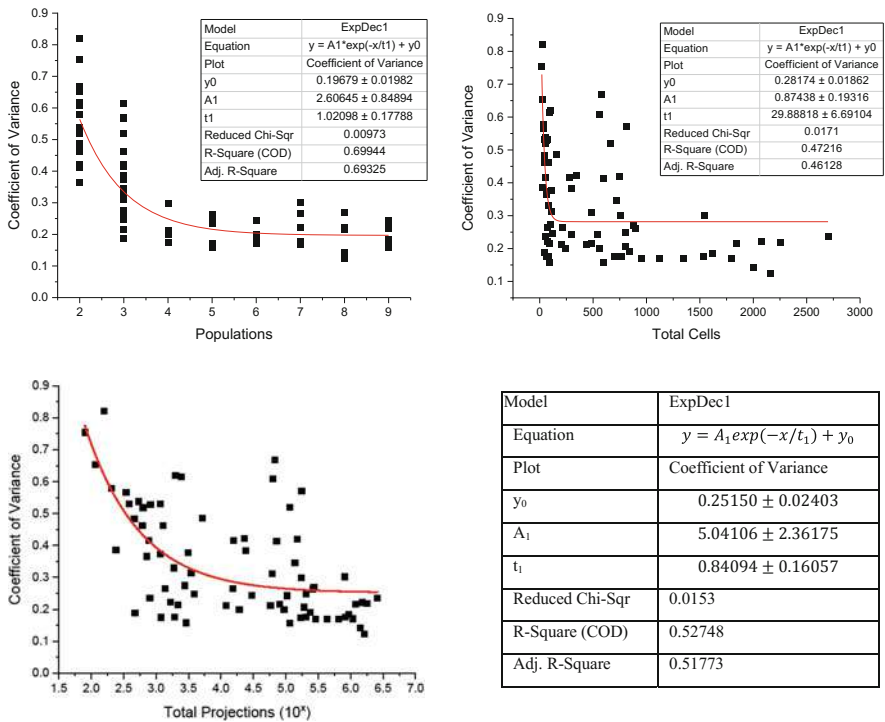 Model ExpDec1
Equation y = A1*exp(-x/t1) + y0
Plot Coefficient of Variance
y0 0.19679 ± 0.01982
A1 2.60645 ± 0.84894
t1 1.02098 ± 0.17788
Reduced Chi-Sqr 0.00973
R-Square (COD) 0.69944
Adj. R-Square 0.69325
Coefficient of Variance
0.9
0.8
0.7
0.6
0.5
0.4
0.3
0.2
0.1
0.0
2 3 4 5 6 7 8 9
Populations
Model ExpDec1
Equation y = A1*exp(-x/t1) + y0
Plot Coefficient of Variance
y0 0.28174 ± 0.01862
A1 0.87438 ± 0.19316
t1 29.88818 ± 6.69104
Reduced Chi-Sqr 0.0171
R-Square (COD) 0.47216
Adj. R-Square 0.46128
Coefficient of Variance
0.9
0.8
0.7
0.6
0.5
0.4
0.3
0.2
0.1
0 500 1000 1500 2000 2500 3000
Total Cells
Coefficient of Variance
0.9
0.8
0.7
0.6
0.5
0.4
0.3
0.2
0.1
0.0
1.5 2.0 2.5 3.0 3.5 4.0 4.5 5.0 5.5 6.0 6.5 7.0
Total Projections (10ˣ)
Model ExpDec1
Equation y = A₁exp(−x/t₁) + y₀
Plot Coefficient of Variance
y₀ 0.25150 ± 0.02403
A₁ 5.04106 ± 2.36175
t₁ 0.84094 ± 0.16057
Reduced Chi-Sqr 0.0153
R-Square (COD) 0.52748
Adj. R-Square 0.51773